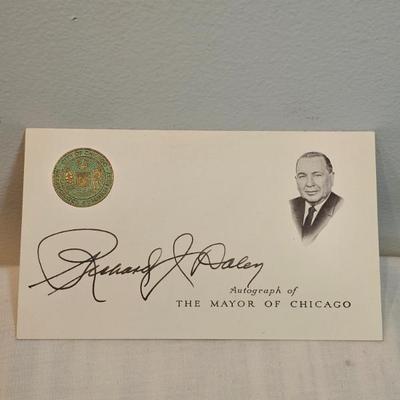 Richard J. Daley
Autograph of
THE MAYOR OF CHICAGO